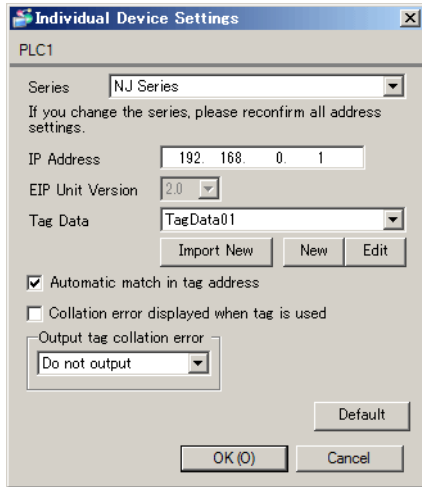 Individual Device Settings
PLC1
Series NJ Series
If you change the series, please reconfirm all address
settings.
IP Address 192. 168. 0. 1
EIP Unit Version 2.0
Tag Data TagData01
Import New New Edit
Automatic match in tag address
Collation error displayed when tag is used
Output tag collation error
Do not output
Default
OK (O) Cancel